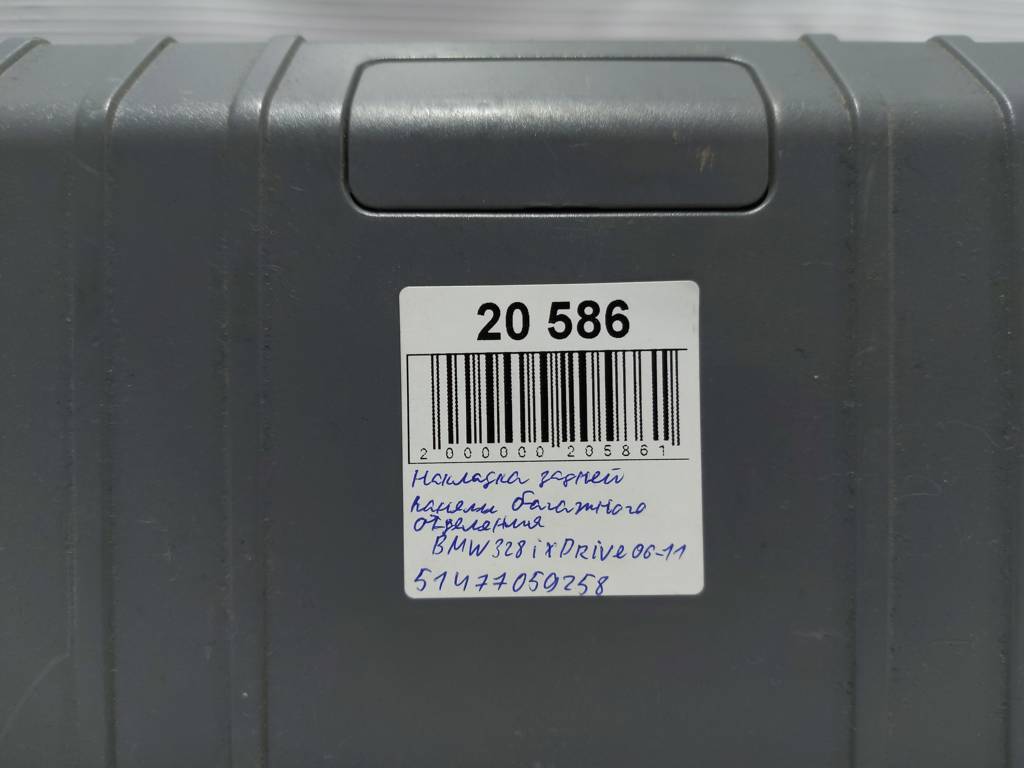 20 586
2 000000 205861
Накладка задней
панели багажного
отделения
BMW 328 i xDrive 06-11
51477059258